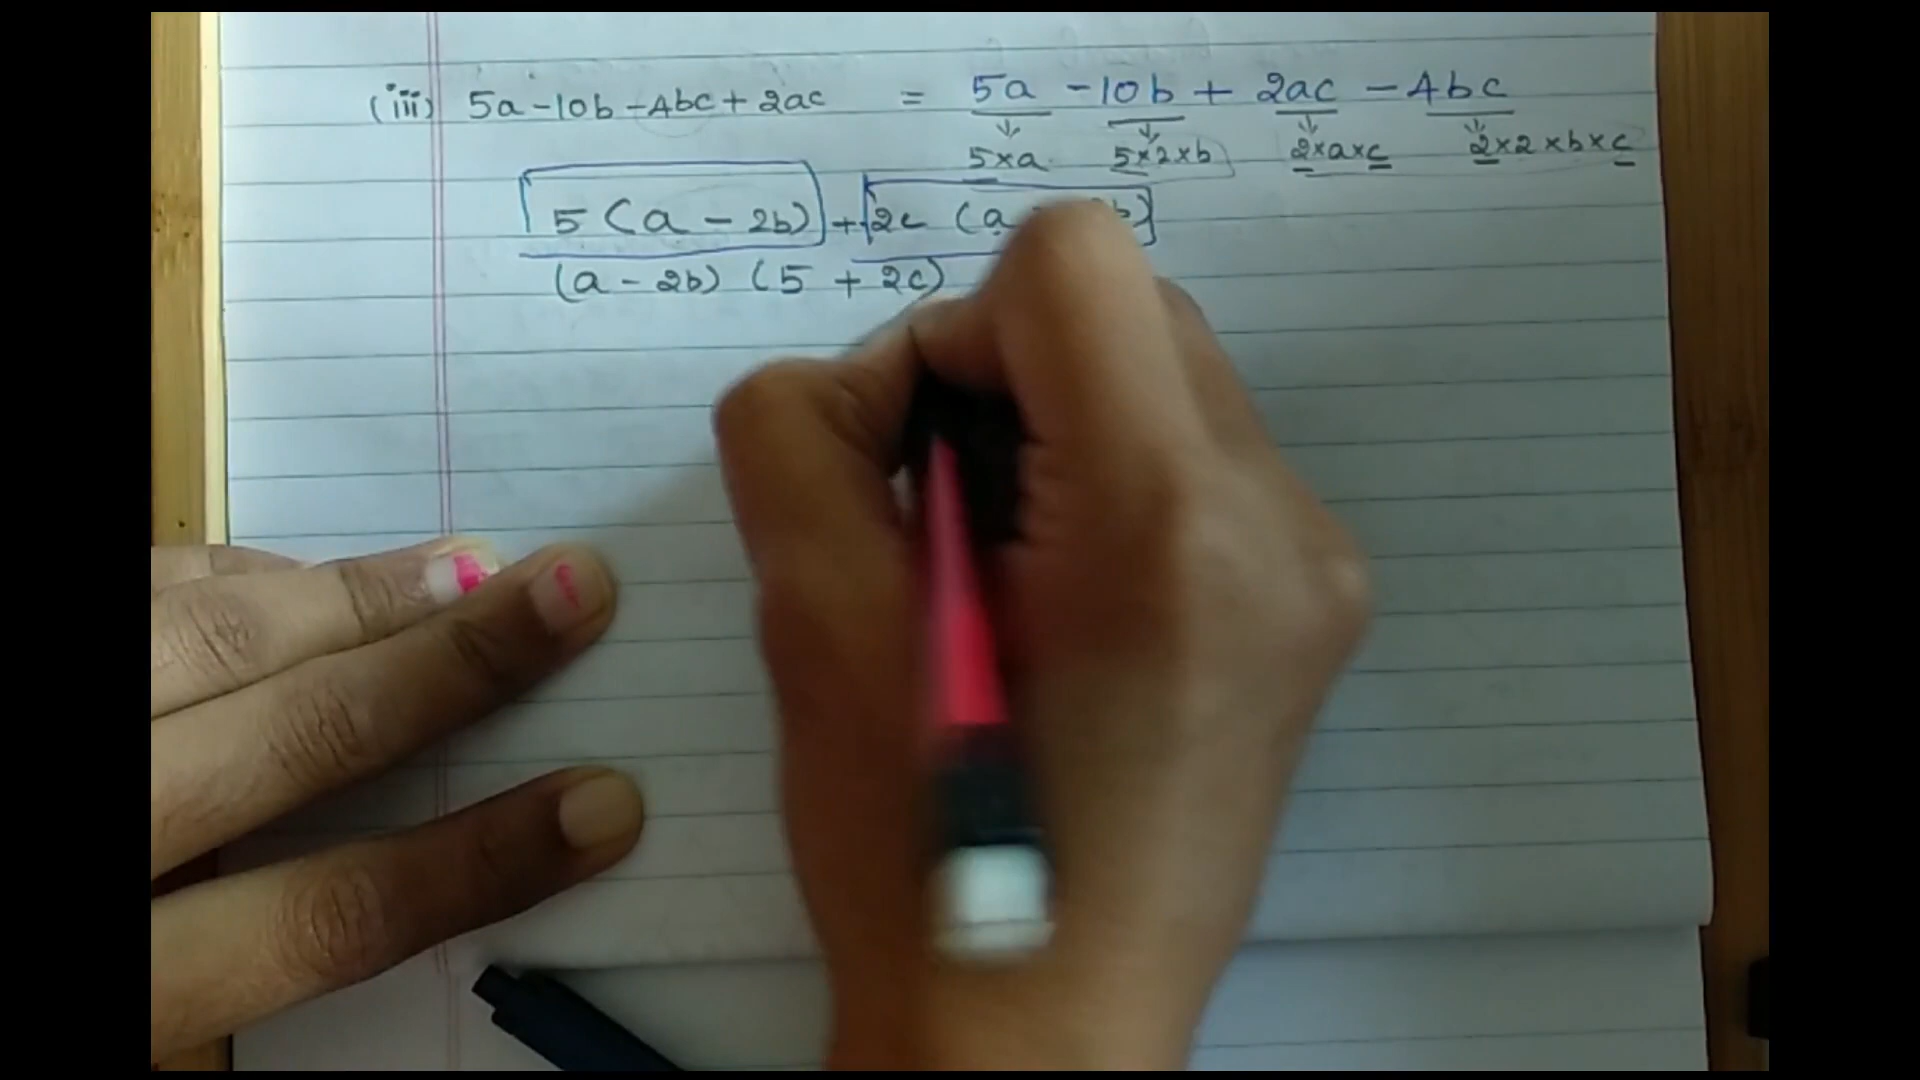 (iii) 5a-10b-4bc+2ac = 5a -10b + 2ac - 4bc
5×a 5×2×b 2×a×c 2×2×b×c
5 (a - 2b) + 2c (a b)
(a - 2b) (5 + 2c)